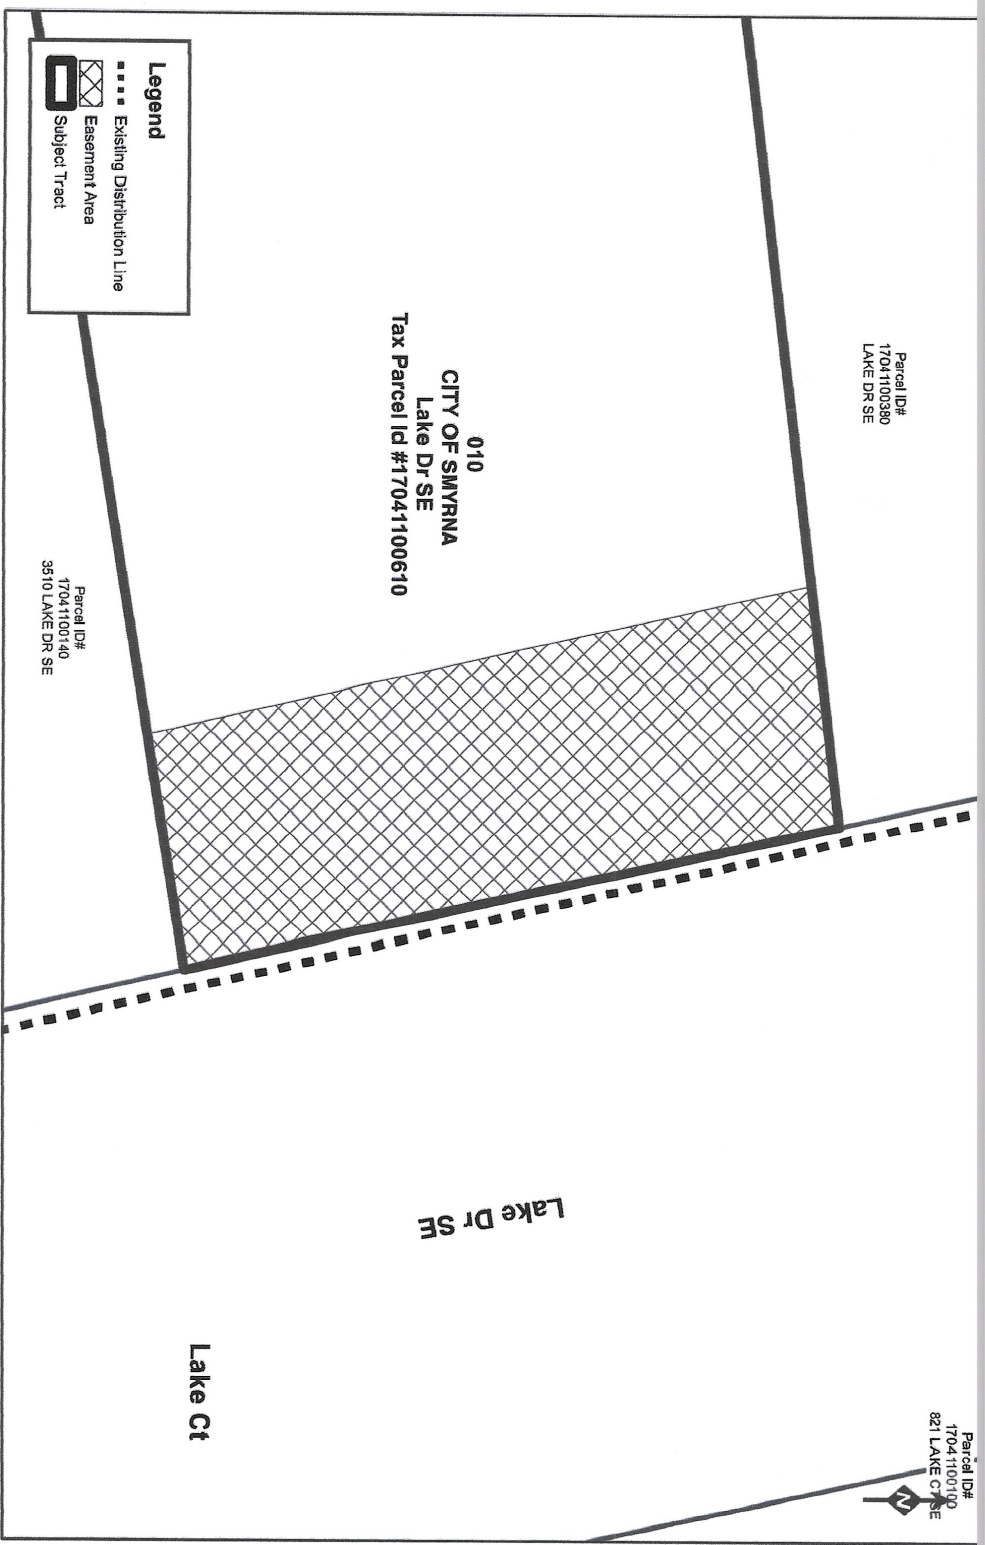 Parcel ID#
17041100380
LAKE DR SE
Parcel ID#
17041100100
821 LAKE CT SE
N
010
CITY OF SMYRNA
Lake Dr SE
Tax Parcel Id #17041100610
Lake Dr SE
Lake Ct
Legend
Existing Distribution Line
Easement Area
Subject Tract
Parcel ID#
17041100140
3510 LAKE DR SE